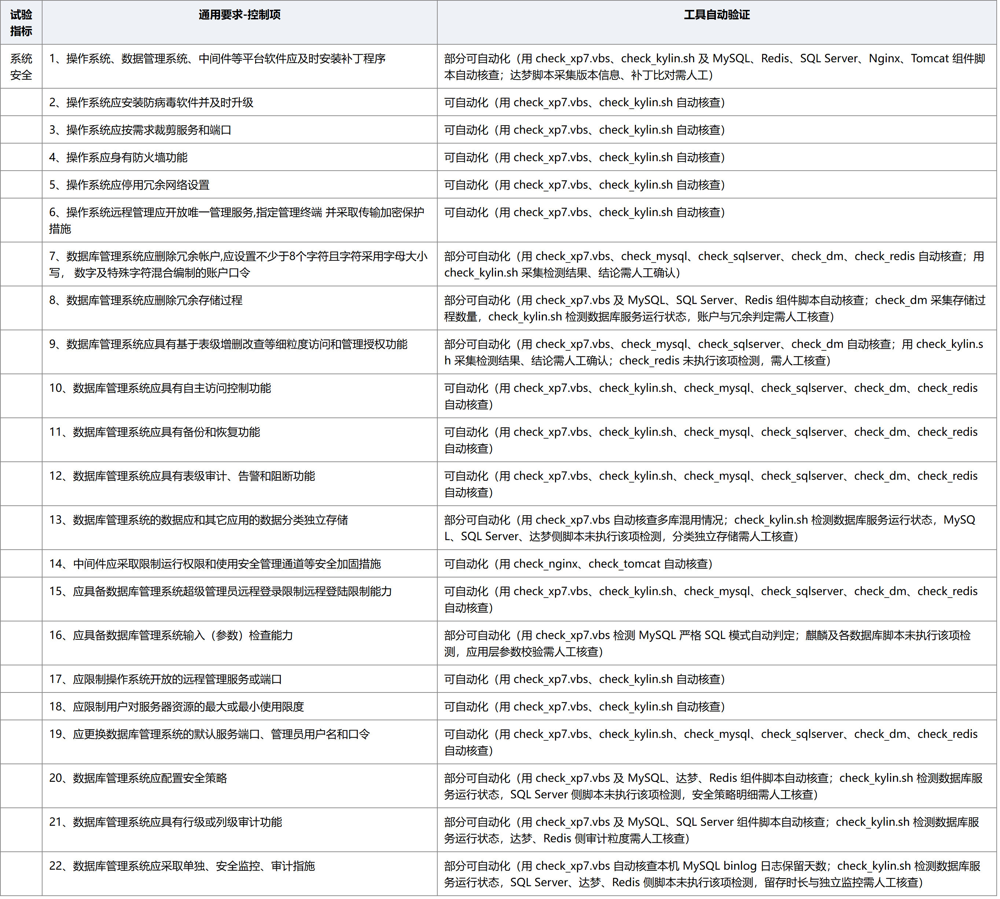 试验
指标
通用要求-控制项
工具自动验证
系统
安全
1、操作系统、数据管理系统、中间件等平台软件应及时安装补丁程序
部分可自动化（用 check_xp7.vbs、check_kylin.sh 及 MySQL、Redis、SQL Server、Nginx、Tomcat 组件脚
本自动核查；达梦脚本采集版本信息、补丁比对需人工）
2、操作系统应安装防病毒软件并及时升级
可自动化（用 check_xp7.vbs、check_kylin.sh 自动核查）
3、操作系统应按需求裁剪服务和端口
可自动化（用 check_xp7.vbs、check_kylin.sh 自动核查）
4、操作系应身有防火墙功能
可自动化（用 check_xp7.vbs、check_kylin.sh 自动核查）
5、操作系统应停用冗余网络设置
可自动化（用 check_xp7.vbs、check_kylin.sh 自动核查）
6、操作系统远程管理应开放唯一管理服务,指定管理终端 并采取传输加密保护
措施
可自动化（用 check_xp7.vbs、check_kylin.sh 自动核查）
7、数据库管理系统应删除冗余帐户,应设置不少于8个字符且字符采用字母大小
写， 数字及特殊字符混合编制的账户口令
部分可自动化（用 check_xp7.vbs、check_mysql、check_sqlserver、check_dm、check_redis 自动核查；用
check_kylin.sh 采集检测结果、结论需人工确认）
8、数据库管理系统应删除冗余存储过程
部分可自动化（用 check_xp7.vbs 及 MySQL、SQL Server、Redis 组件脚本自动核查；check_dm 采集存储过
程数量，check_kylin.sh 检测数据库服务运行状态，账户与冗余判定需人工核查）
9、数据库管理系统应具有基于表级增删改查等细粒度访问和管理授权功能
部分可自动化（用 check_xp7.vbs、check_mysql、check_sqlserver、check_dm 自动核查；用 check_kylin.s
h 采集检测结果、结论需人工确认；check_redis 未执行该项检测，需人工核查）
10、数据库管理系统应具有自主访问控制功能
可自动化（用 check_xp7.vbs、check_kylin.sh、check_mysql、check_sqlserver、check_dm、check_redis
自动核查）
11、数据库管理系统应具有备份和恢复功能
可自动化（用 check_xp7.vbs、check_kylin.sh、check_mysql、check_sqlserver、check_dm、check_redis
自动核查）
12、数据库管理系统应具有表级审计、告警和阻断功能
可自动化（用 check_xp7.vbs、check_kylin.sh、check_mysql、check_sqlserver、check_dm、check_redis
自动核查）
13、数据库管理系统的数据应和其它应用的数据分类独立存储
部分可自动化（用 check_xp7.vbs 自动核查多库混用情况；check_kylin.sh 检测数据库服务运行状态，MySQ
L、SQL Server、达梦侧脚本未执行该项检测，分类独立存储需人工核查）
14、中间件应采取限制运行权限和使用安全管理通道等安全加固措施
可自动化（用 check_nginx、check_tomcat 自动核查）
15、应具备数据库管理系统超级管理员远程登录限制远程登陆限制能力
可自动化（用 check_xp7.vbs、check_kylin.sh、check_mysql、check_sqlserver、check_dm、check_redis
自动核查）
16、应具备数据库管理系统输入（参数）检查能力
部分可自动化（用 check_xp7.vbs 检测 MySQL 严格 SQL 模式自动判定；麒麟及各数据库脚本未执行该项检
测，应用层参数校验需人工核查）
17、应限制操作系统开放的远程管理服务或端口
可自动化（用 check_xp7.vbs、check_kylin.sh 自动核查）
18、应限制用户对服务器资源的最大或最小使用限度
可自动化（用 check_xp7.vbs、check_kylin.sh 自动核查）
19、应更换数据库管理系统的默认服务端口、管理员用户名和口令
可自动化（用 check_xp7.vbs、check_kylin.sh、check_mysql、check_sqlserver、check_dm、check_redis
自动核查）
20、数据库管理系统应配置安全策略
部分可自动化（用 check_xp7.vbs 及 MySQL、达梦、Redis 组件脚本自动核查；check_kylin.sh 检测数据库服
务运行状态，SQL Server 侧脚本未执行该项检测，安全策略明细需人工核查）
21、数据库管理系统应具有行级或列级审计功能
部分可自动化（用 check_xp7.vbs 及 MySQL、SQL Server 组件脚本自动核查；check_kylin.sh 检测数据库服
务运行状态，达梦、Redis 侧审计粒度需人工核查）
22、数据库管理系统应采取单独、安全监控、审计指施
部分可自动化（用 check_xp7.vbs 自动核查本机 MySQL binlog 日志保留天数；check_kylin.sh 检测数据库服
务运行状态，SQL Server、达梦、Redis 侧脚本未执行该项检测，留存时长与独立监控需人工核查）